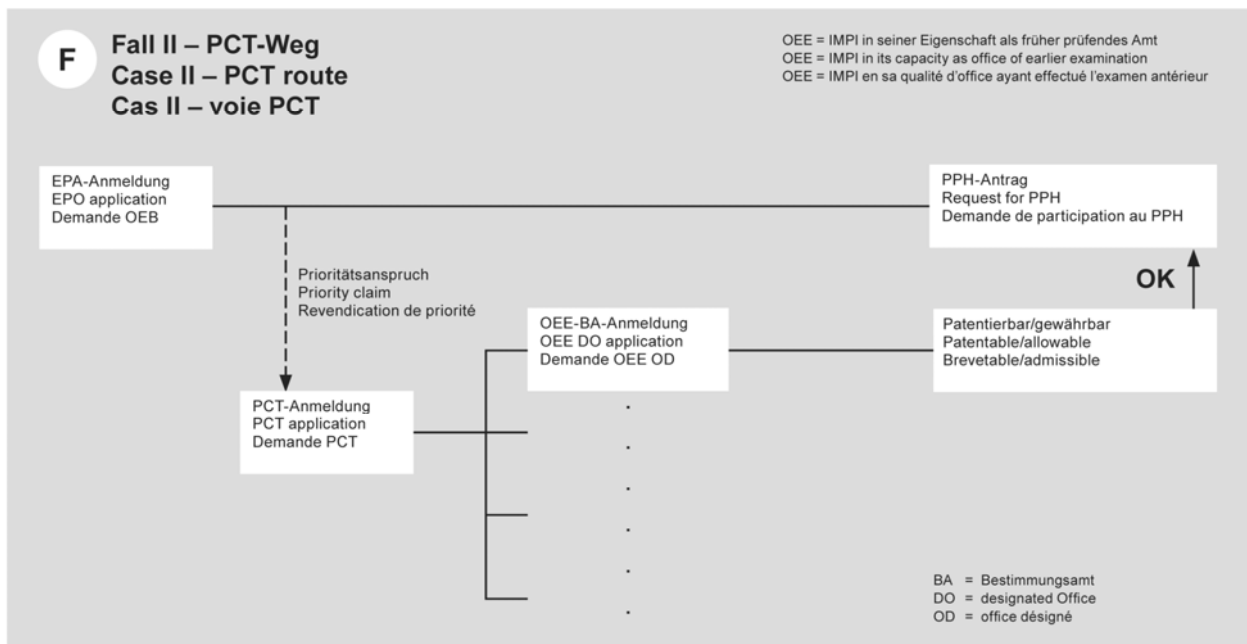 F
Fall II – PCT-Weg
Case II – PCT route
Cas II – voie PCT
OEE = IMPI in seiner Eigenschaft als früher prüfendes Amt
OEE = IMPI in its capacity as office of earlier examination
OEE = IMPI en sa qualité d'office ayant effectué l'examen antérieur
EPA-Anmeldung
EPO application
Demande OEB
PPH-Antrag
Request for PPH
Demande de participation au PPH
Prioritätsanspruch
Priority claim
Revendication de priorité
OK
OEE-BA-Anmeldung
OEE DO application
Demande OEE OD
Patentierbar/gewährbar
Patentable/allowable
Brevetable/admissible
PCT-Anmeldung
PCT application
Demande PCT
BA = Bestimmungsamt
DO = designated Office
OD = office désigné